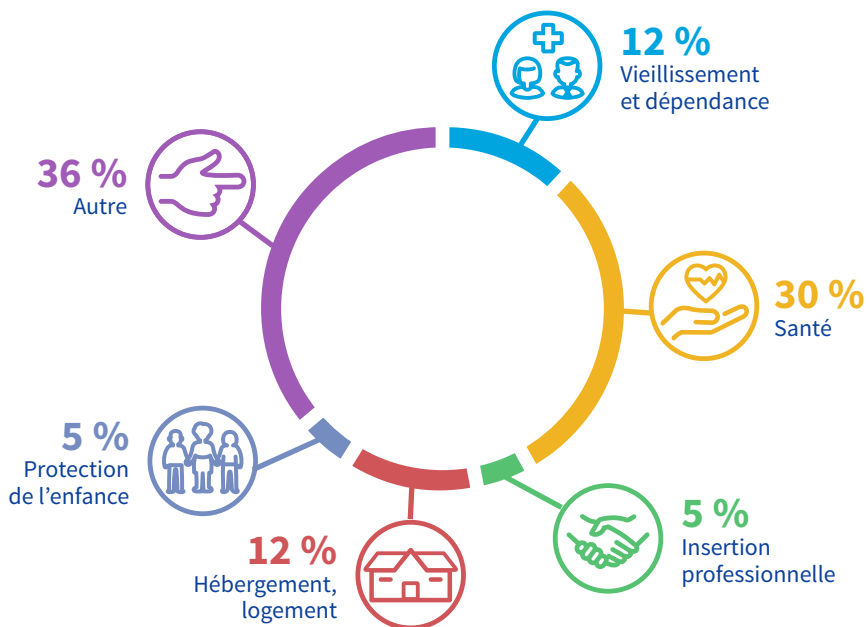 12 %
Vieillissement
et dépendance
30 %
Santé
5 %
Insertion
professionnelle
12 %
Hébergement,
logement
5 %
Protection
de l’enfance
36 %
Autre